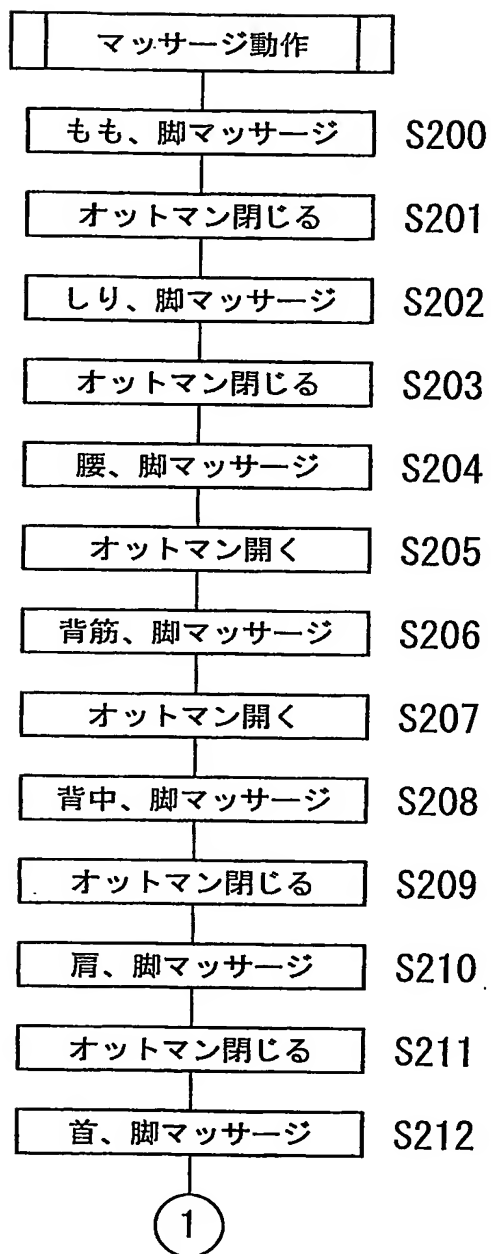 マッサージ動作
もも、脚マッサージ S200
オットマン閉じる S201
しり、脚マッサージ S202
オットマン閉じる S203
腰、脚マッサージ S204
オットマン開く S205
背筋、脚マッサージ S206
オットマン開く S207
背中、脚マッサージ S208
オットマン閉じる S209
肩、脚マッサージ S210
オットマン閉じる S211
首、脚マッサージ S212
1